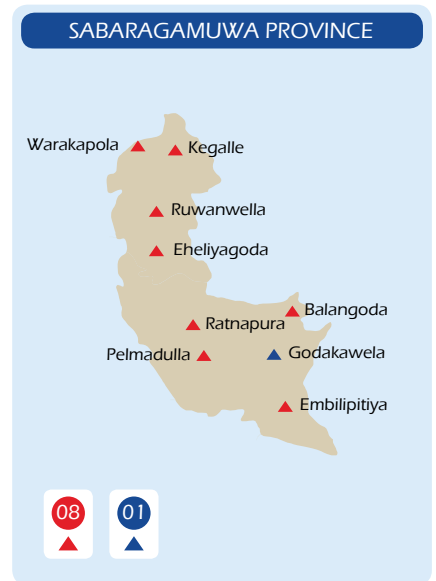 SABARAGAMUWA PROVINCE
Warakapola
Kegalle
Ruwanwella
Eheliyagoda
Balangoda
Ratnapura
Pelmadulla
Godakawela
Embilipitiya
08
01